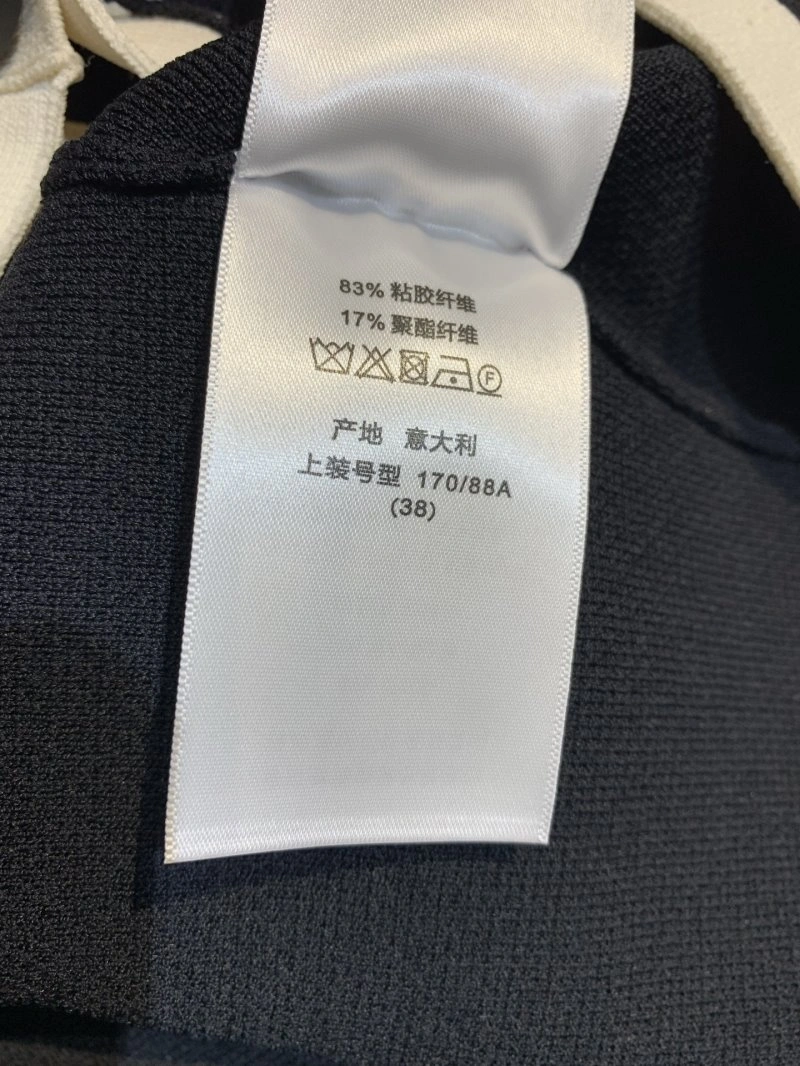 83% 粘胶纤维
17% 聚酯纤维
F
产地 意大利
上装号型 170/88A
(38)